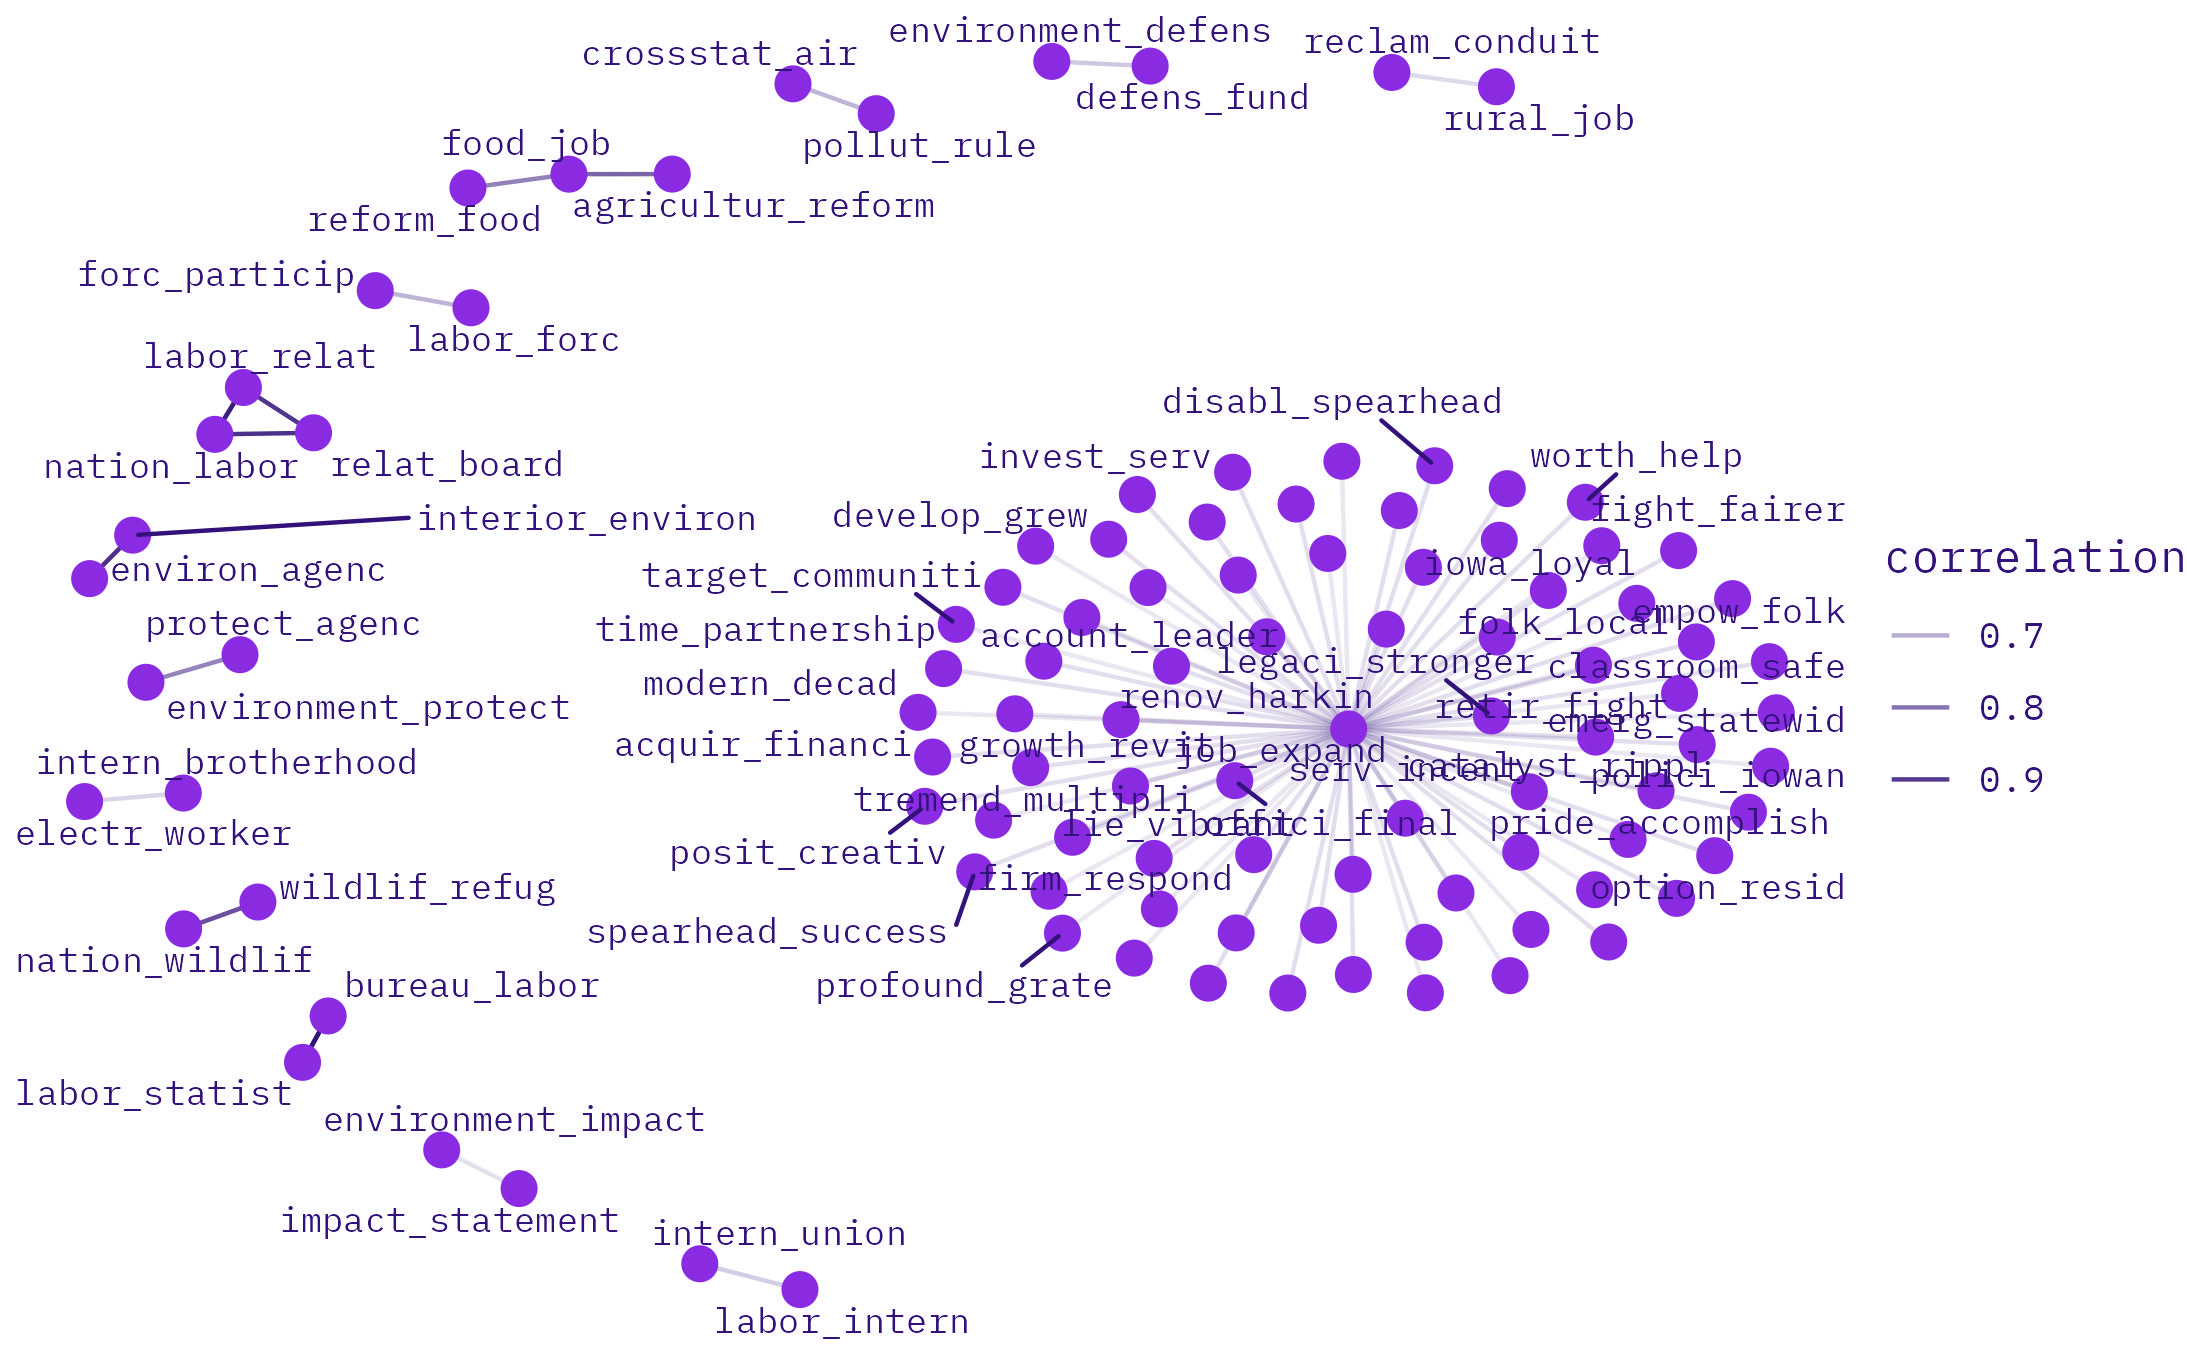 environment_defens
reclam_conduit
crossstat_air
defens_fund
rural_job
food_job
pollut_rule
reform_food
agricultur_reform
forc_particip
labor_forc
labor_relat
nation_labor
relat_board
disabl_spearhead
invest_serv
worth_help
interior_environ
develop_grew
fight_fairer
correlation
environ_agenc
target_communiti
iowa_loyal
protect_agenc
time_partnership
account_leader
folk_local
empow_folk
0.7
legaci_stronger
classroom_safe
modern_decad
renov_harkin
environment_protect
retir_fight
emerg_statewid
0.8
acquir_financi
growth_revit
job_expand
intern_brotherhood
serv_incent
catalyst_rippl
politici_iowan
0.9
tremend_multipli
electr_worker
lie_vibrant
offici_final
pride_accomplish
posit_creativ
wildlif_refug
firm_respond
option_resid
nation_wildlif
spearhead_success
bureau_labor
profound_grate
labor_statist
environment_impact
impact_statement
intern_union
labor_intern